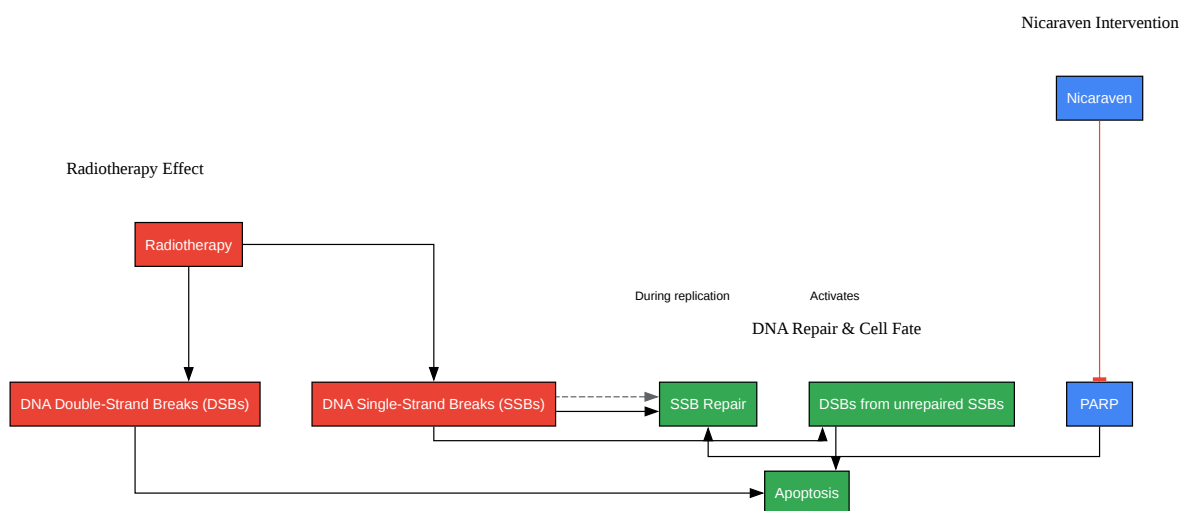 Nicaraven Intervention
Nicaraven
Radiotherapy Effect
Radiotherapy
During replication
Activates
DNA Repair & Cell Fate
DNA Double-Strand Breaks (DSBs)
DNA Single-Strand Breaks (SSBs)
SSB Repair
DSBs from unrepaired SSBs
PARP
Apoptosis